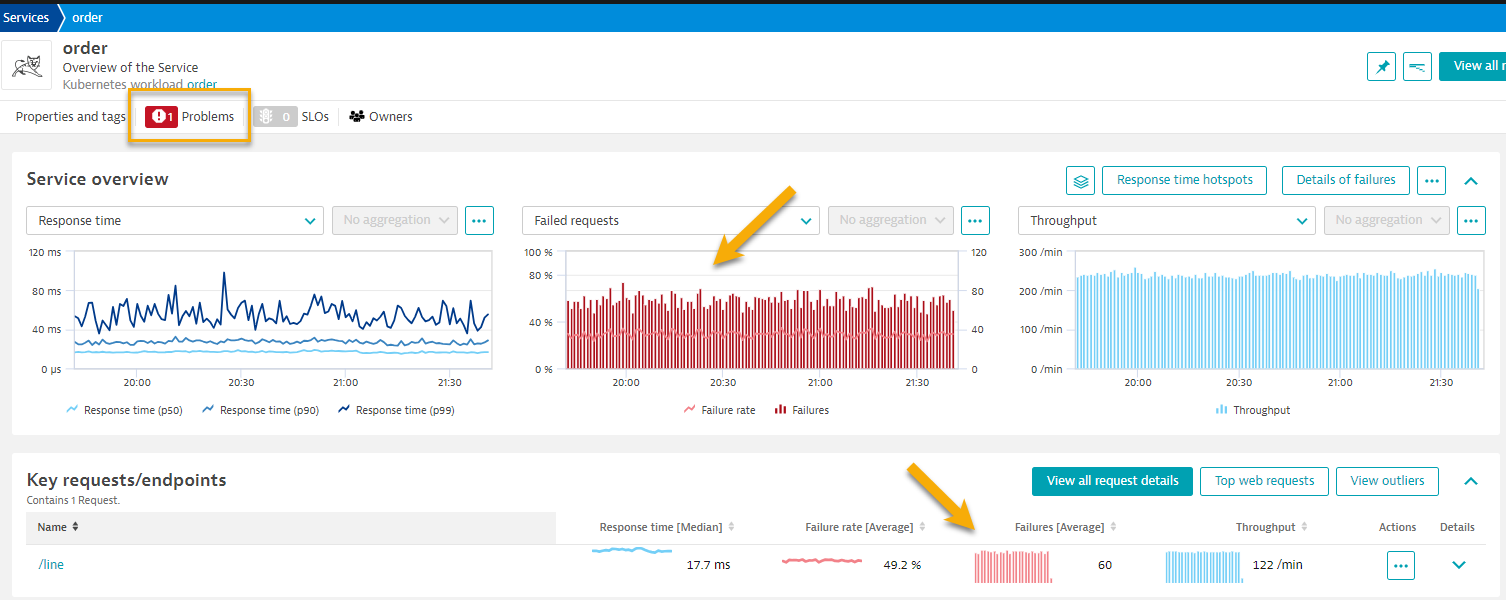 Services order
order
Overview of the Service
Kubernetes workload order
View all
Properties and tags 1 Problems 0 SLOs Owners
Service overview
Response time hotspots Details of failures
Response time No aggregation
Failed requests No aggregation
Throughput No aggregation
120 ms
80 ms
40 ms
0 µs
20:00 20:30 21:00 21:30
Response time (p50) Response time (p90) Response time (p99)
100 % 120
80 % 80
40 % 40
0 % 0
20:00 20:30 21:00 21:30
Failure rate Failures
300 /min
200 /min
100 /min
0 /min
20:00 20:30 21:00 21:30
Throughput
Key requests/endpoints
Contains 1 Request.
View all request details Top web requests View outliers
Name Response time [Median] Failure rate [Average] Failures [Average] Throughput Actions Details
/line 17.7 ms 49.2 % 60 122 /min